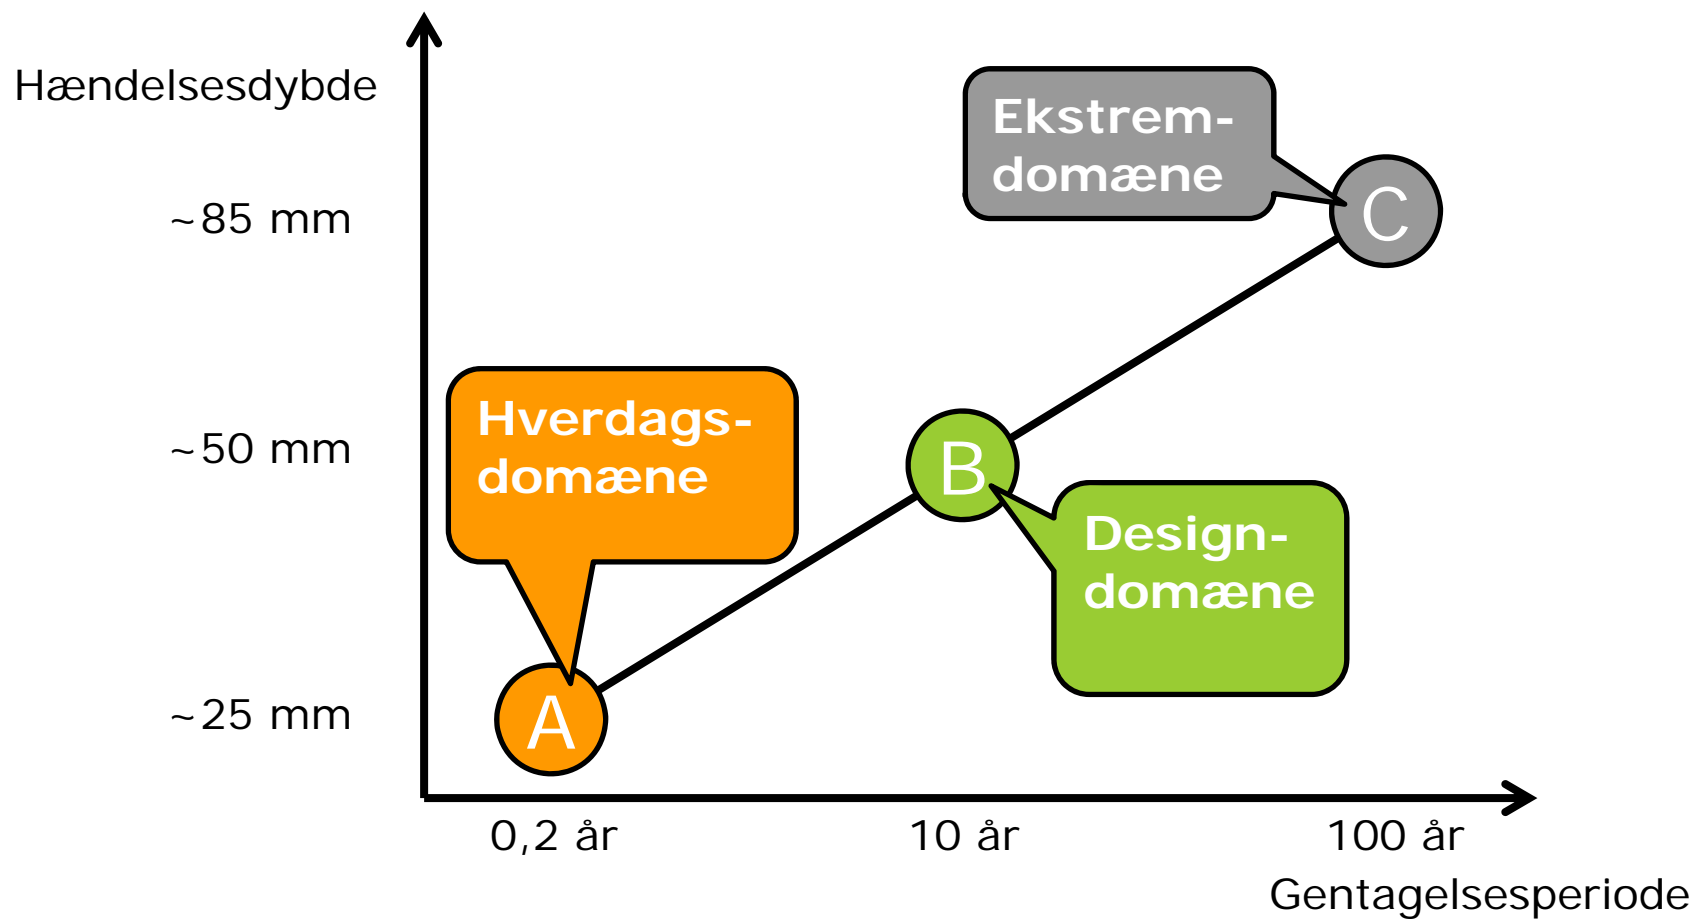 Hændelsesdybde
Ekstrem-
domæne
~85 mm
C
Hverdags-
domæne
~50 mm
B
Design-
domæne
~25 mm
A
0,2 år
10 år
100 år
Gentagelsesperiode